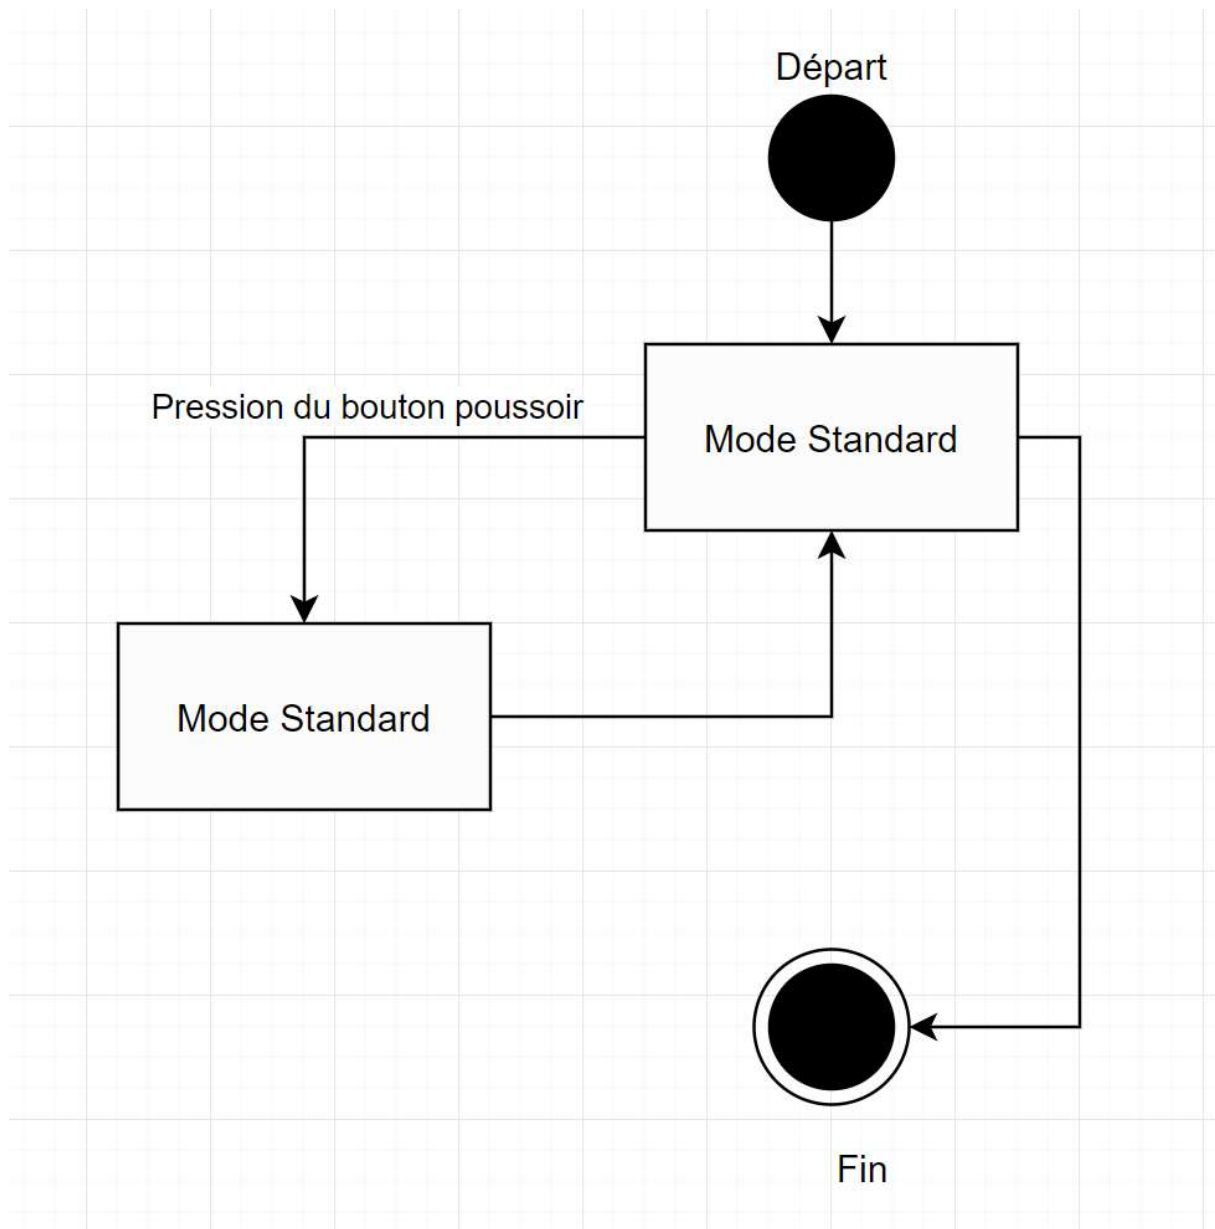 Départ
Pression du bouton poussoir
Mode Standard
Mode Standard
Fin